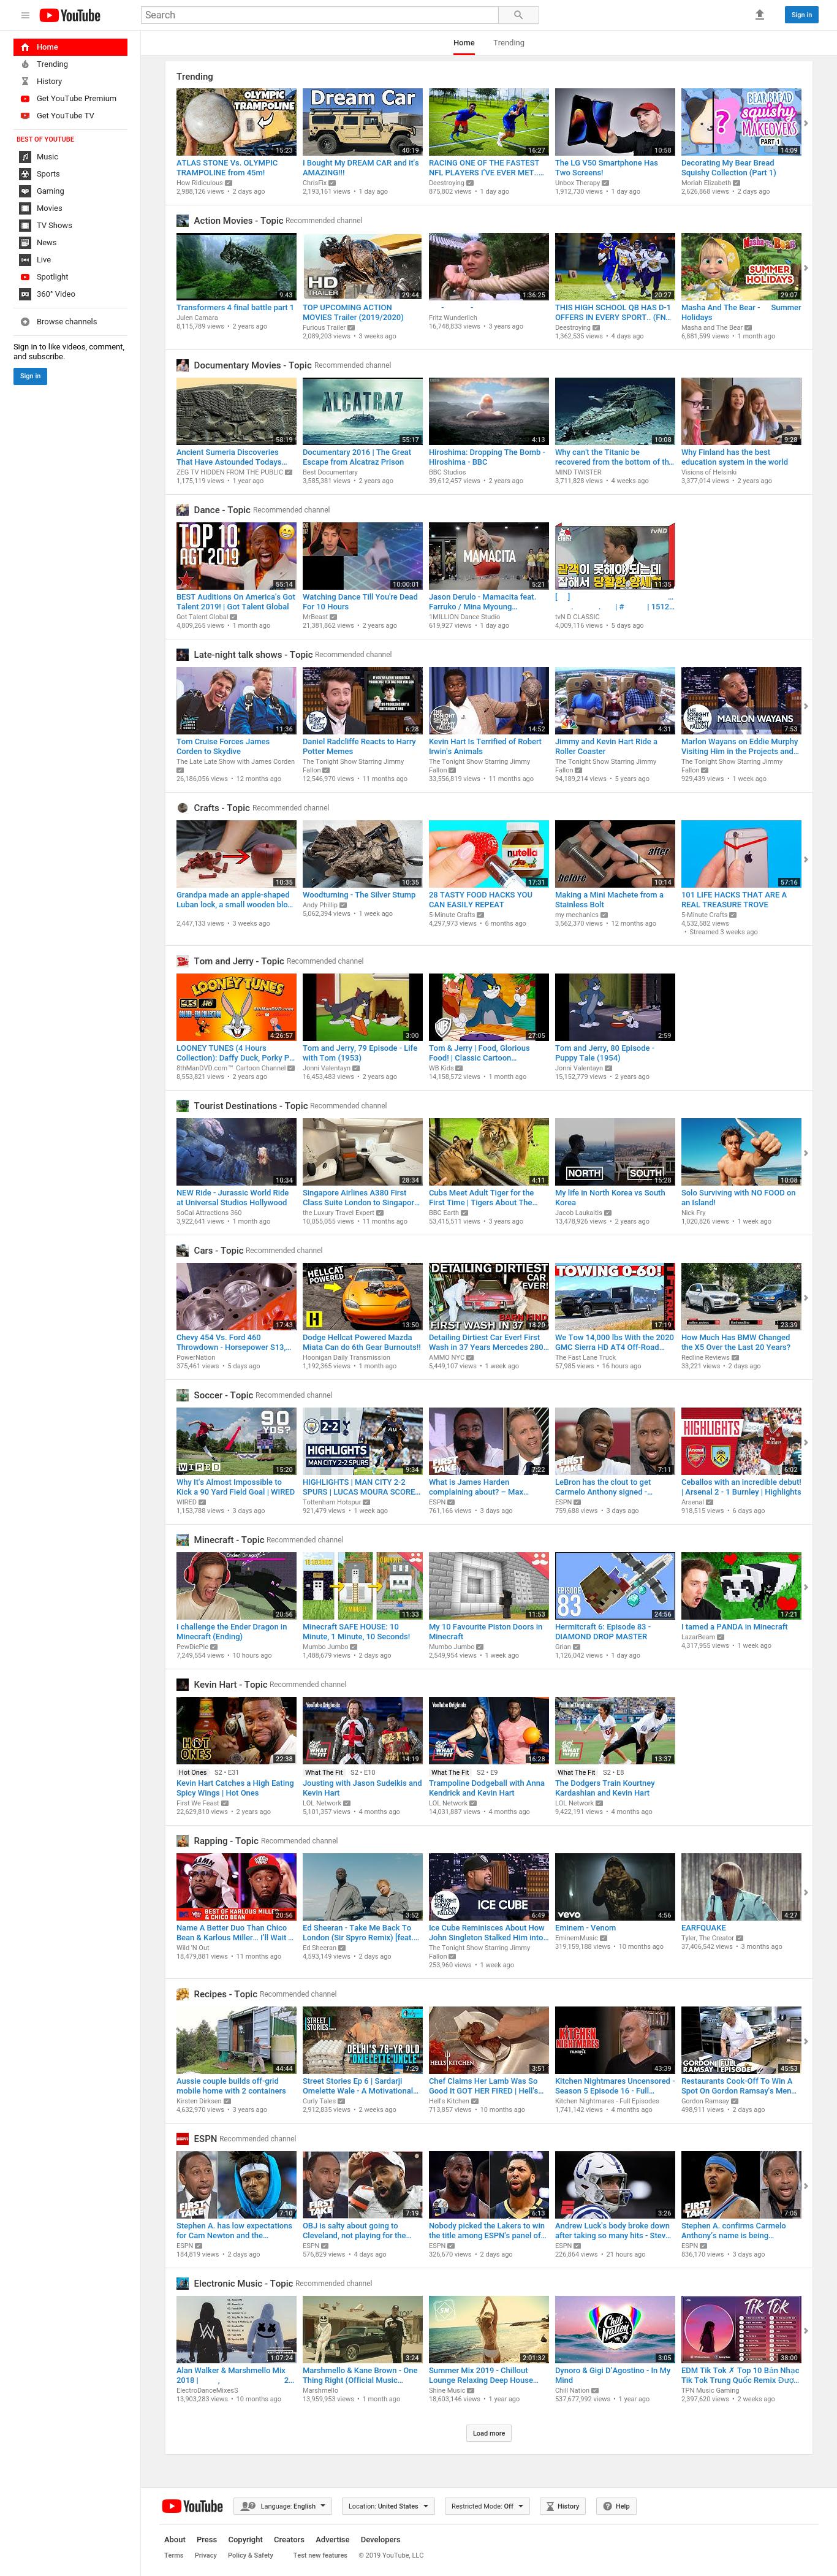 YouTube
Search
Sign in
Home
Trending
Home
Trending
History
Get YouTube Premium
Get YouTube TV
BEST OF YOUTUBE
Music
Sports
Gaming
Movies
TV Shows
News
Live
Spotlight
360° Video
Browse channels
Sign in to like videos, comment,
and subscribe.
Sign in
Trending
OLYMPIC
TRAMPOLINE
15:23
Dream Car
40:19
16:27
10:58
BEAR BREAD
squishy
MAKEOVERS
PART 1
14:09
ATLAS STONE Vs. OLYMPIC
TRAMPOLINE from 45m!
How Ridiculous
2,988,126 views • 2 days ago
I Bought My DREAM CAR and it's
AMAZING!!!
ChrisFix
2,193,161 views • 1 day ago
RACING ONE OF THE FASTEST
NFL PLAYERS I'VE EVER MET.....
Deestroying
875,802 views • 1 day ago
The LG V50 Smartphone Has
Two Screens!
Unbox Therapy
1,912,730 views • 1 day ago
Decorating My Bear Bread
Squishy Collection (Part 1)
Moriah Elizabeth
2,626,868 views • 2 days ago
Action Movies - Topic Recommended channel
9:43
HD
TRAILER
29:44
1:36:25
20:27
Masha and the Bear
SUMMER
HOLIDAYS
29:07
Transformers 4 final battle part 1
Julen Camara
8,115,789 views • 2 years ago
TOP UPCOMING ACTION
MOVIES Trailer (2019/2020)
Furious Trailer
2,089,203 views • 3 weeks ago
- -
Fritz Wunderlich
16,748,833 views • 3 years ago
THIS HIGH SCHOOL QB HAS D-1
OFFERS IN EVERY SPORT.. (FN...
Deestroying
1,362,535 views • 4 days ago
Masha And The Bear - Summer
Holidays
Masha and The Bear
6,881,599 views • 1 month ago
Documentary Movies - Topic Recommended channel
58:19
ALCATRAZ
55:17
4:13
10:08
9:28
Ancient Sumeria Discoveries
That Have Astounded Todays...
ZEG TV HIDDEN FROM THE PUBLIC
1,175,119 views • 1 year ago
Documentary 2016 | The Great
Escape from Alcatraz Prison
Best Documentary
3,585,381 views • 2 years ago
Hiroshima: Dropping The Bomb -
Hiroshima - BBC
BBC Studios
39,612,457 views • 2 years ago
Why can't the Titanic be
recovered from the bottom of th...
MIND TWISTER
3,711,828 views • 4 weeks ago
Why Finland has the best
education system in the world
Visions of Helsinki
3,377,014 views • 2 years ago
Dance - Topic Recommended channel
TOP 10
AGT 2019
55:14
10:00:01
MAMACITA
5:21
tvND
관객이 못해야 되는데
잘해서 당황한 양세
11:35
BEST Auditions On America's Got
Talent 2019! | Got Talent Global
Got Talent Global
4,809,265 views • 1 month ago
Watching Dance Till You're Dead
For 10 Hours
MrBeast
21,381,862 views • 2 years ago
Jason Derulo - Mamacita feat.
Farruko / Mina Myoung...
1MILLION Dance Studio
619,927 views • 1 day ago
[ ] ...
. . | # | 1512...
tvN D CLASSIC
4,009,116 views • 5 days ago
Late-night talk shows - Topic Recommended channel
11:36
6:28
14:52
4:31
MARLON WAYANS
7:53
Tom Cruise Forces James
Corden to Skydive
The Late Late Show with James Corden
26,186,056 views • 12 months ago
Daniel Radcliffe Reacts to Harry
Potter Memes
The Tonight Show Starring Jimmy
Fallon
12,546,970 views • 11 months ago
Kevin Hart Is Terrified of Robert
Irwin's Animals
The Tonight Show Starring Jimmy
Fallon
33,556,819 views • 11 months ago
Jimmy and Kevin Hart Ride a
Roller Coaster
The Tonight Show Starring Jimmy
Fallon
94,189,214 views • 5 years ago
Marlon Wayans on Eddie Murphy
Visiting Him in the Projects and...
The Tonight Show Starring Jimmy
Fallon
929,439 views • 1 week ago
Crafts - Topic Recommended channel
10:35
10:35
nutella
17:31
before
after
10:14
57:16
Grandpa made an apple-shaped
Luban lock, a small wooden blo...
2,447,133 views • 3 weeks ago
Woodturning - The Silver Stump
Andy Phillip
5,062,394 views • 1 week ago
28 TASTY FOOD HACKS YOU
CAN EASILY REPEAT
5-Minute Crafts
4,297,973 views • 6 months ago
Making a Mini Machete from a
Stainless Bolt
my mechanics
3,562,370 views • 12 months ago
101 LIFE HACKS THAT ARE A
REAL TREASURE TROVE
5-Minute Crafts
4,532,582 views
• Streamed 3 weeks ago
Tom and Jerry - Topic Recommended channel
LOONEY TUNES
4:26:57
3:00
27:05
2:59
LOONEY TUNES (4 Hours
Collection): Daffy Duck, Porky P...
8thManDVD.com™ Cartoon Channel
8,553,821 views • 2 years ago
Tom and Jerry, 79 Episode - Life
with Tom (1953)
Jonni Valentayn
16,453,483 views • 2 years ago
Tom & Jerry | Food, Glorious
Food! | Classic Cartoon...
WB Kids
14,158,572 views • 1 month ago
Tom and Jerry, 80 Episode -
Puppy Tale (1954)
Jonni Valentayn
15,152,779 views • 2 years ago
Tourist Destinations - Topic Recommended channel
10:34
28:34
4:11
NORTH
SOUTH
15:28
10:08
NEW Ride - Jurassic World Ride
at Universal Studios Hollywood
SoCal Attractions 360
3,922,641 views • 1 month ago
Singapore Airlines A380 First
Class Suite London to Singapor...
the Luxury Travel Expert
10,055,055 views • 11 months ago
Cubs Meet Adult Tiger for the
First Time | Tigers About The...
BBC Earth
53,415,511 views • 3 years ago
My life in North Korea vs South
Korea
Jacob Laukaitis
13,478,926 views • 2 years ago
Solo Surviving with NO FOOD on
an Island!
Nick Fry
1,020,826 views • 1 week ago
Cars - Topic Recommended channel
17:43
HELLCAT
POWERED
13:50
DETAILING DIRTIEST
CAR EVER!
BARN FIND
FIRST WASH IN 37
18:20
TOWING 0-60!
17:19
23:39
Chevy 454 Vs. Ford 460
Throwdown - Horsepower S13,...
PowerNation
375,461 views • 5 days ago
Dodge Hellcat Powered Mazda
Miata Can do 6th Gear Burnouts!!
Hoonigan Daily Transmission
1,192,365 views • 1 month ago
Detailing Dirtiest Car Ever! First
Wash in 37 Years Mercedes 280...
AMMO NYC
5,449,107 views • 1 week ago
We Tow 14,000 lbs With the 2020
GMC Sierra HD AT4 Off-Road...
The Fast Lane Truck
57,985 views • 16 hours ago
How Much Has BMW Changed
the X5 Over the Last 20 Years?
Redline Reviews
33,221 views • 2 days ago
Soccer - Topic Recommended channel
90
YDS?
WIRED
15:20
2-2
HIGHLIGHTS
MAN CITY 2-2 SPURS
9:34
FIRST TAKE
7:22
FIRST TAKE
7:11
HIGHLIGHTS
6:02
Why It's Almost Impossible to
Kick a 90 Yard Field Goal | WIRED
WIRED
1,153,788 views • 3 days ago
HIGHLIGHTS | MAN CITY 2-2
SPURS | LUCAS MOURA SCORE...
Tottenham Hotspur
921,479 views • 1 week ago
What is James Harden
complaining about? – Max...
ESPN
761,166 views • 3 days ago
LeBron has the clout to get
Carmelo Anthony signed -...
ESPN
759,688 views • 3 days ago
Ceballos with an incredible debut!
| Arsenal 2 - 1 Burnley | Highlights
Arsenal
918,515 views • 6 days ago
Minecraft - Topic Recommended channel
Ender Dragon
20:56
11:33
11:53
EPISODE
83
24:56
17:21
I challenge the Ender Dragon in
Minecraft (Ending)
PewDiePie
7,249,554 views • 10 hours ago
Minecraft SAFE HOUSE: 10
Minute, 1 Minute, 10 Seconds!
Mumbo Jumbo
1,488,679 views • 2 days ago
My 10 Favourite Piston Doors in
Minecraft
Mumbo Jumbo
2,549,954 views • 1 week ago
Hermitcraft 6: Episode 83 -
DIAMOND DROP MASTER
Grian
1,126,042 views • 1 day ago
I tamed a PANDA in Minecraft
LazarBeam
4,317,955 views • 1 week ago
Kevin Hart - Topic Recommended channel
HOT ONES
22:38
YouTube Originals
14:19
YouTube Originals
16:28
YouTube Originals
13:37
Hot Ones S2 • E31
Kevin Hart Catches a High Eating
Spicy Wings | Hot Ones
First We Feast
22,629,810 views • 2 years ago
What The Fit S2 • E10
Jousting with Jason Sudeikis and
Kevin Hart
LOL Network
5,101,357 views • 4 months ago
What The Fit S2 • E9
Trampoline Dodgeball with Anna
Kendrick and Kevin Hart
LOL Network
14,031,887 views • 4 months ago
What The Fit S2 • E8
The Dodgers Train Kourtney
Kardashian and Kevin Hart
LOL Network
9,422,191 views • 4 months ago
Rapping - Topic Recommended channel
BEST OF KARLOUS MILLER
& CHICO BEAN
20:56
3:52
ICE CUBE
6:49
vevo
4:56
4:27
Name A Better Duo Than Chico
Bean & Karlous Miller... I'll Wait ...
Wild 'N Out
18,479,881 views • 11 months ago
Ed Sheeran - Take Me Back To
London (Sir Spyro Remix) [feat....
Ed Sheeran
4,593,149 views • 2 days ago
Ice Cube Reminisces About How
John Singleton Stalked Him into...
The Tonight Show Starring Jimmy
Fallon
253,960 views • 1 week ago
Eminem - Venom
EminemMusic
319,159,188 views • 10 months ago
EARFQUAKE
Tyler, The Creator
37,406,542 views • 3 months ago
Recipes - Topic Recommended channel
44:44
STREET
STORIES
DELHI'S 76-YR OLD
OMELETTE UNCLE
7:29
HELL'S KITCHEN
3:51
KITCHEN
NIGHTMARES
43:39
GORDON RAMSAY
FULL EPISODE
45:53
Aussie couple builds off-grid
mobile home with 2 containers
Kirsten Dirksen
4,632,970 views • 3 years ago
Street Stories Ep 6 | Sardarji
Omelette Wale - A Motivational...
Curly Tales
2,912,835 views • 2 weeks ago
Chef Claims Her Lamb Was So
Good It GOT HER FIRED | Hell's...
Hell's Kitchen
713,857 views • 10 months ago
Kitchen Nightmares Uncensored -
Season 5 Episode 16 - Full...
Kitchen Nightmares - Full Episodes
1,741,142 views • 4 months ago
Restaurants Cook-Off To Win A
Spot On Gordon Ramsay's Men...
Gordon Ramsay
498,911 views • 2 days ago
ESPN Recommended channel
FIRST TAKE
7:10
FIRST TAKE
7:19
6:13
3:26
FIRST TAKE
7:05
Stephen A. has low expectations
for Cam Newton and the...
ESPN
184,819 views • 2 days ago
OBJ is salty about going to
Cleveland, not playing for the...
ESPN
576,829 views • 4 days ago
Nobody picked the Lakers to win
the title among ESPN's panel of...
ESPN
326,670 views • 2 days ago
Andrew Luck's body broke down
after taking so many hits - Stev...
ESPN
226,864 views • 21 hours ago
Stephen A. confirms Carmelo
Anthony's name is being...
ESPN
836,170 views • 3 days ago
Electronic Music - Topic Recommended channel
1:07:24
3:24
2:01:32
Chill
Nation
3:05
TIK TOK
38:00
Alan Walker & Marshmello Mix
2018 | , 2...
ElectroDanceMixesS
13,903,283 views • 10 months ago
Marshmello & Kane Brown - One
Thing Right (Official Music...
Marshmello
13,959,953 views • 1 month ago
Summer Mix 2019 - Chillout
Lounge Relaxing Deep House...
Shine Music
18,603,146 views • 1 year ago
Dynoro & Gigi D'Agostino - In My
Mind
Chill Nation
537,677,992 views • 1 year ago
EDM Tik Tok ✗ Top 10 Bản Nhạc
Tik Tok Trung Quốc Remix Đượ...
TPN Music Gaming
2,397,620 views • 2 weeks ago
Load more
YouTube
Language: English
Location: United States
Restricted Mode: Off
History
Help
About Press Copyright Creators Advertise Developers
Terms Privacy Policy & Safety Test new features © 2019 YouTube, LLC